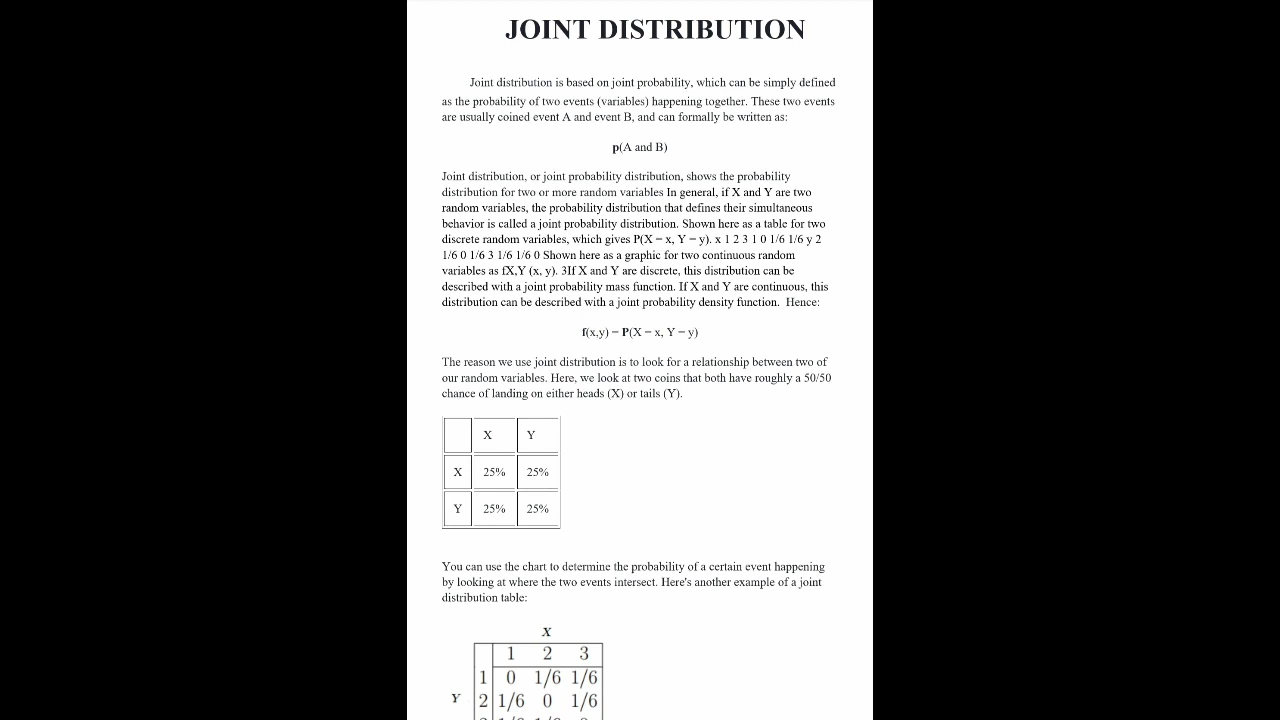 JOINT DISTRIBUTION
Joint distribution is based on joint probability, which can be simply defined
as the probability of two events (variables) happening together. These two events
are usually coined event A and event B, and can formally be written as:
p(A and B)
Joint distribution, or joint probability distribution, shows the probability
distribution for two or more random variables In general, if X and Y are two
random variables, the probability distribution that defines their simultaneous
behavior is called a joint probability distribution. Shown here as a table for two
discrete random variables, which gives P(X = x, Y = y). x 1 2 3 1 0 1/6 1/6 y 2
1/6 0 1/6 3 1/6 1/6 0 Shown here as a graphic for two continuous random
variables as fX,Y (x, y). 3If X and Y are discrete, this distribution can be
described with a joint probability mass function. If X and Y are continuous, this
distribution can be described with a joint probability density function. Hence:
f(x,y) = P(X = x, Y = y)
The reason we use joint distribution is to look for a relationship between two of
our random variables. Here, we look at two coins that both have roughly a 50/50
chance of landing on either heads (X) or tails (Y).
X Y
X 25% 25%
Y 25% 25%
You can use the chart to determine the probability of a certain event happening
by looking at where the two events intersect. Here's another example of a joint
distribution table:
X
1 2 3
1 0 1/6 1/6
Y 2 1/6 0 1/6